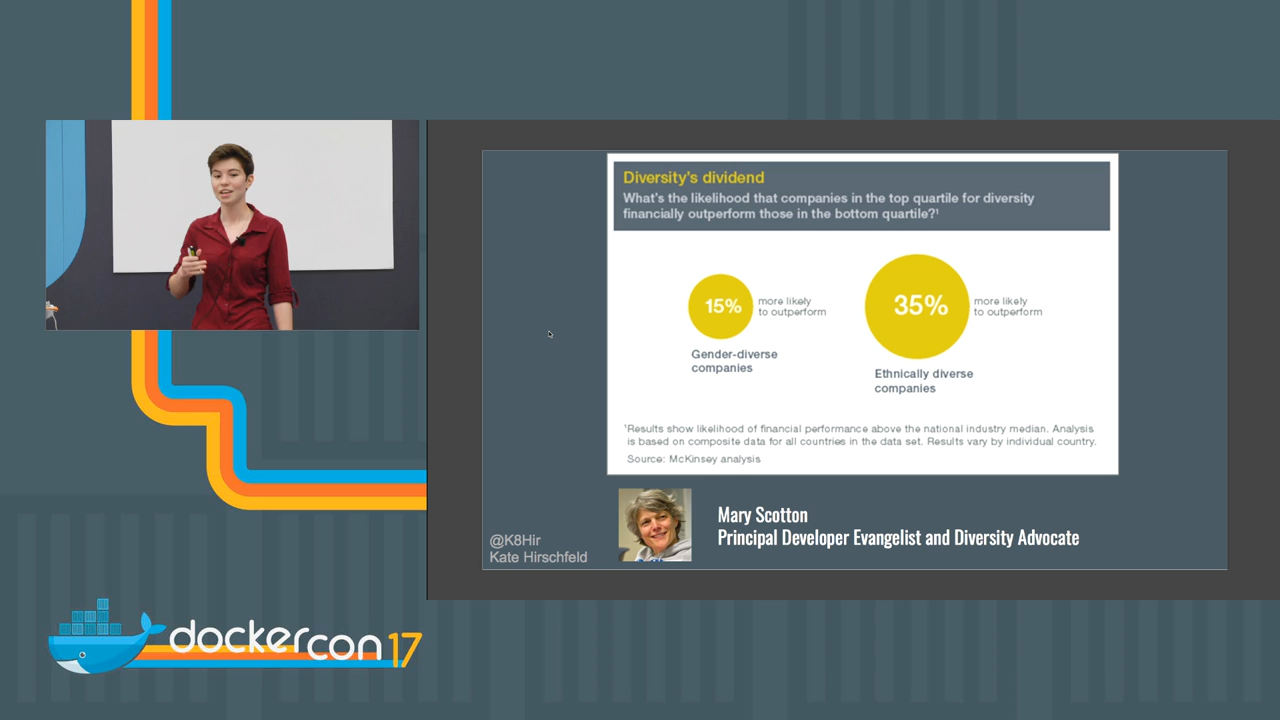 Diversity's dividend
What's the likelihood that companies in the top quartile for diversity
financially outperform those in the bottom quartile?¹
15%
more likely
to outperform
Gender-diverse
companies
35%
more likely
to outperform
Ethnically diverse
companies
¹Results show likelihood of financial performance above the national industry median. Analysis
is based on composite data for all countries in the data set. Results vary by individual country.
Source: McKinsey analysis
Mary Scotton
Principal Developer Evangelist and Diversity Advocate
@K8Hir
Kate Hirschfeld
dockercon 17